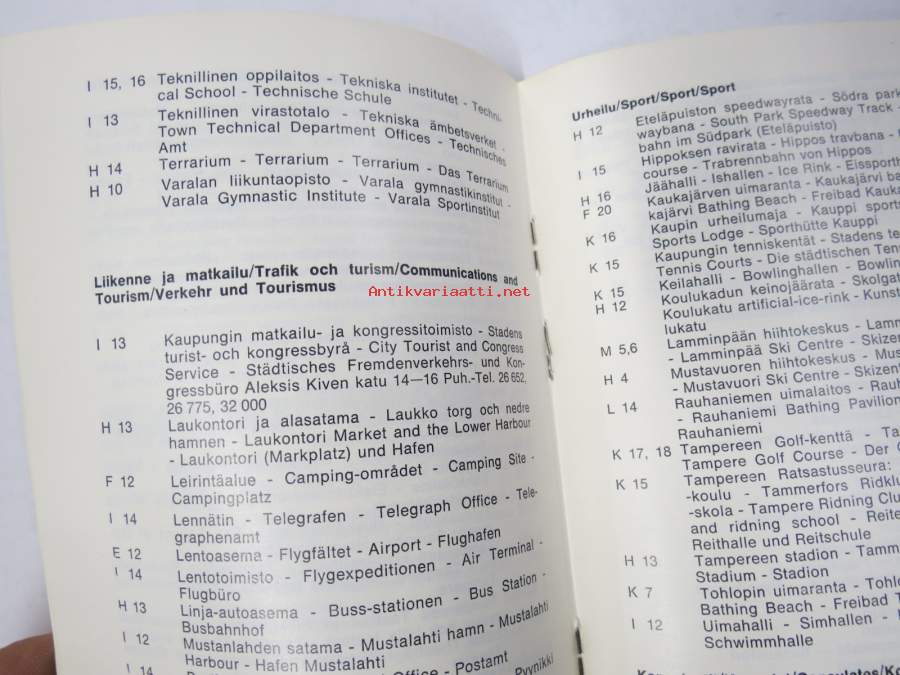 I 15, 16 Teknillinen oppilaitos - Tekniska institutet - Techni-
cal School - Technische Schule
I 13 Teknillinen virastotalo - Tekniska ämbetsverket -
Town Technical Department Offices - Technisches
Amt
H 14 Terrarium - Terrarium - Terrarium - Das Terrarium
H 10 Varalan liikuntaopisto - Varala gymnastikinstitut -
Varala Gymnastic Institute - Varala Sportinstitut
Liikenne ja matkailu/Trafik och turism/Communications and
Tourism/Verkehr und Tourismus
Antikvariaatti.net
I 13 Kaupungin matkailu- ja kongressitoimisto - Stadens
turist- och kongressbyrå - City Tourist and Congress
Service - Städtisches Fremdenverkehrs- und Kon-
gressbüro Aleksis Kiven katu 14—16 Puh.-Tel. 26 652,
26 775, 32 000
H 13 Laukontori ja alasatama - Laukko torg och nedre
hamnen - Laukontori Market and the Lower Harbour
- Laukontori (Markplatz) und Hafen
F 12 Leirintäalue - Camping-området - Camping Site -
Campingplatz
I 14 Lennätin - Telegrafen - Telegraph Office - Tele-
graphenamt
E 12 Lentoasema - Flygfältet - Airport - Flughafen
I 14 Lentotoimisto - Flygexpeditionen - Air Terminal -
Flugbüro
H 13 Linja-autoasema - Buss-stationen - Bus Station -
Busbahnhof
I 12 Mustanlahden satama - Mustalahti hamn - Mustalahti
Harbour - Hafen Mustalahti
I 14 Office - Postamt
Pyynikki
Urheilu/Sport/Sport/Sport
H 12 Eteläpuiston speedwayrata - Södra park
waybana - South Park Speedway Track -
bahn im Südpark (Eteläpuisto)
I 15 Hippoksen ravirata - Hippos travbana -
course - Trabrennbahn von Hippos
H 16 Jäähalli - Ishallen - Ice Rink - Eissport
F 20 Kaukajärven uimaranta - Kaukajärvi ba
kajärvi Bathing Beach - Freibad Kauka
K 16 Kaupin urheilumaja - Kauppi sports
Sports Lodge - Sporthütte Kauppi
K 15 Kaupungin tenniskentät - Stadens te
Tennis Courts - Die städtischen Ten
K 15 Keilahalli - Bowlinghallen - Bowlin
H 12 Koulukadun keinojäärata - Skolgat
Koulukatu artificial-ice-rink - Kunst
lukatu
M 5,6 Lamminpään hiihtokeskus - Lamm
- Lamminpää Ski Centre - Skizen
H 4 Mustavuoren hiihtokeskus - Mus
- Mustavuori Ski Centre - Skizent
L 14 Rauhaniemen uimalaitos - Rauh
- Rauhaniemi Bathing Pavilion
Rauhaniemi
K 17, 18 Tampereen Golf-kenttä - Ta
Tampere Golf Course - Der G
K 15 Tampereen Ratsastusseura:
-koulu - Tammerfors Ridklu
-skola - Tampere Ridning Clu
and ridning school - Reite
Reithalle und Reitschule
H 13 Tampereen stadion - Tamm
Stadium - Stadion
K 7 Tohlopin uimaranta - Tohlo
Bathing Beach - Freibad T
I 12 Uimahalli - Simhallen -
Schwimmhalle